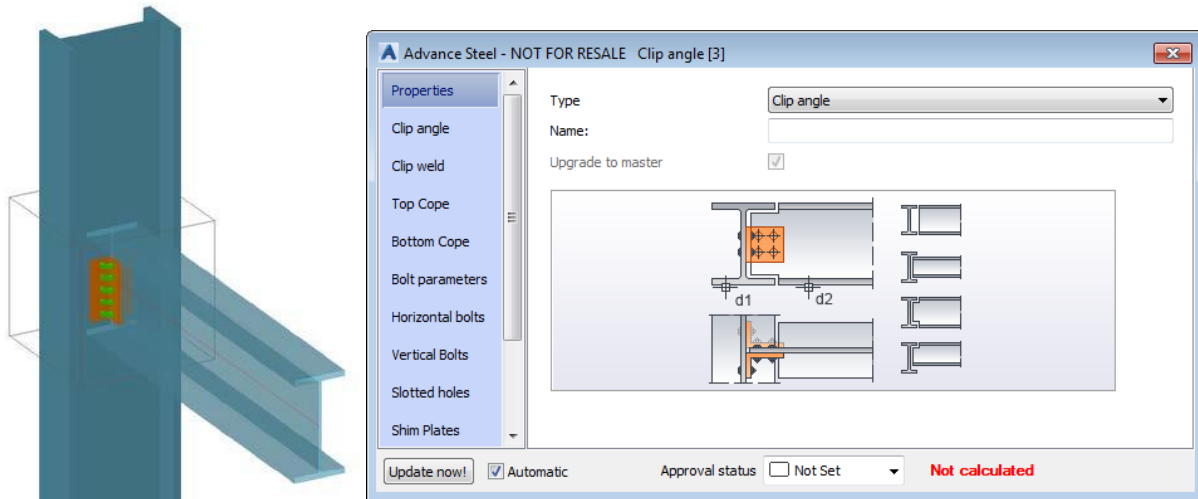 Advance Steel - NOT FOR RESALE Clip angle [3]
Properties
Clip angle
Clip weld
Top Cope
Bottom Cope
Bolt parameters
Horizontal bolts
Vertical Bolts
Slotted holes
Shim Plates
Type
Clip angle
Name:
Upgrade to master
d1
d2
Update now!
Automatic
Approval status
Not Set
Not calculated